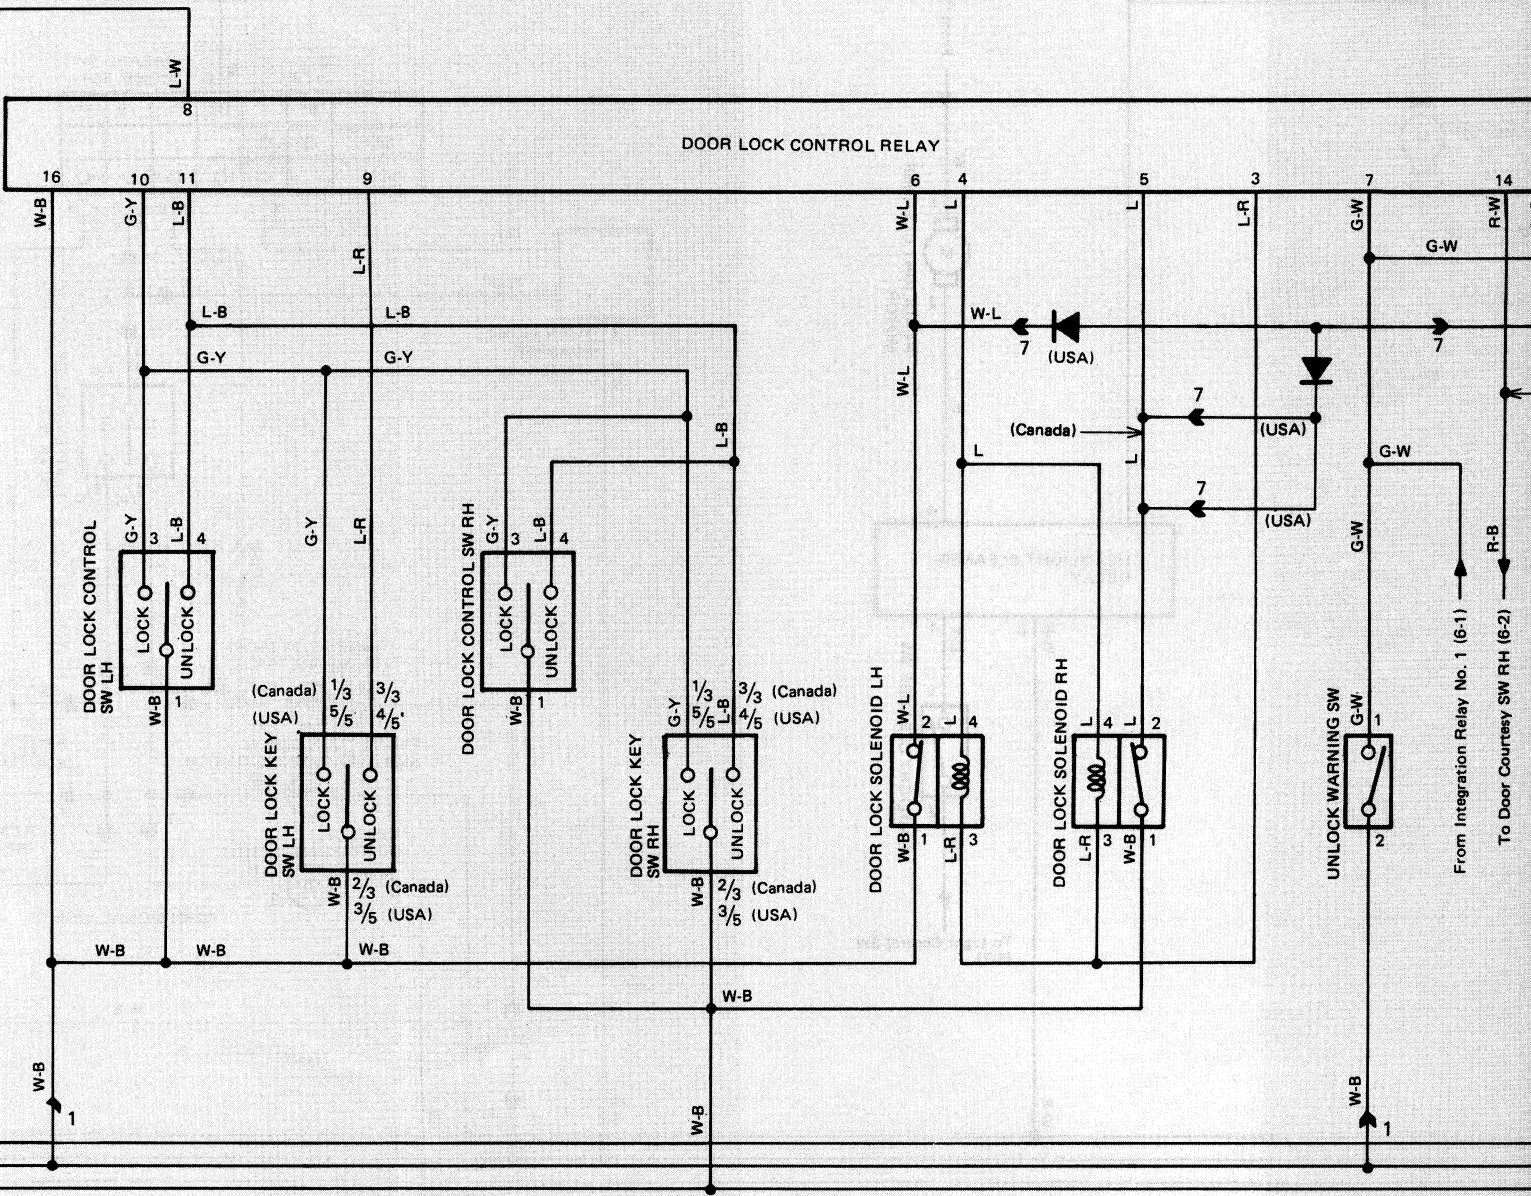 L-W
8
DOOR LOCK CONTROL RELAY
16
10
11
9
6
4
5
3
7
14
W-B
G-Y
L-B
L-R
W-L
L
L
L-R
G-W
R-W
G-W
L-B
L-B
W-L
7
(USA)
7
G-Y
G-Y
W-L
7
(Canada)
(USA)
L-B
L
L
G-W
7
(USA)
DOOR LOCK CONTROL
SW LH
G-Y
3
L-B
4
LOCK
UNLOCK
W-B
1
G-Y
L-R
DOOR LOCK CONTROL SW RH
G-Y
3
L-B
4
LOCK
UNLOCK
W-B
1
G-W
R-B
(Canada)
1/3
3/3
(USA)
5/5
4/5
DOOR LOCK KEY
SW LH
LOCK
UNLOCK
W-B
2/3
(Canada)
3/5
(USA)
G-Y
1/3
L-B
3/3
(Canada)
5/5
4/5
(USA)
DOOR LOCK KEY
SW RH
LOCK
UNLOCK
W-B
2/3
(Canada)
3/5
(USA)
DOOR LOCK SOLENOID LH
W-L
2
L
4
W-B
1
L-R
3
DOOR LOCK SOLENOID RH
L
4
L
2
L-R
3
W-B
1
UNLOCK WARNING SW
G-W
1
2
From Integration Relay No. 1 (6-1)
To Door Courtesy SW RH (6-2)
W-B
W-B
W-B
W-B
W-B
1
W-B
W-B
1